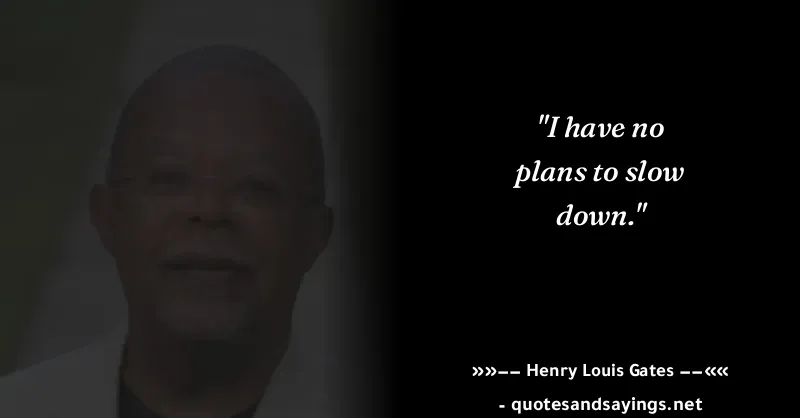 "I have no
plans to slow
down."
»»–– Henry Louis Gates ––««
- quotesandsayings.net